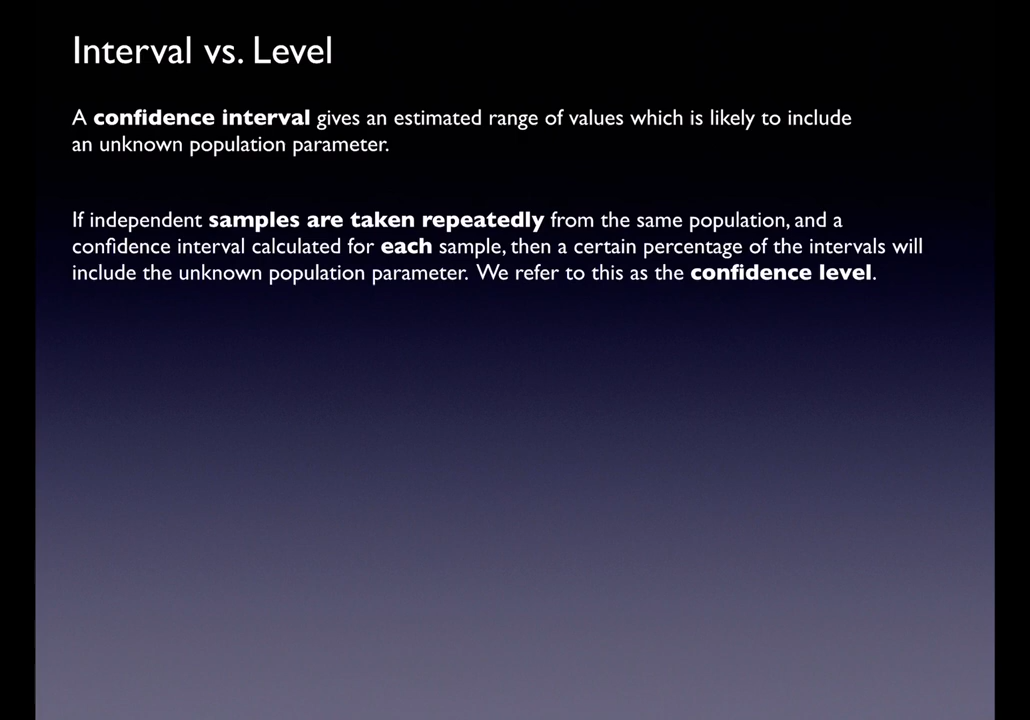 Interval vs. Level
A confidence interval gives an estimated range of values which is likely to include
an unknown population parameter.
If independent samples are taken repeatedly from the same population, and a
confidence interval calculated for each sample, then a certain percentage of the intervals will
include the unknown population parameter. We refer to this as the confidence level.